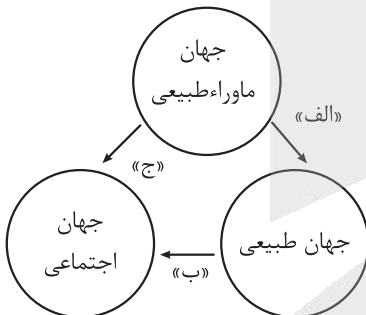 جهان
ماوراءطبیعی
«الف»
«ج»
جهان
اجتماعی
جهان طبیعی
«ب»